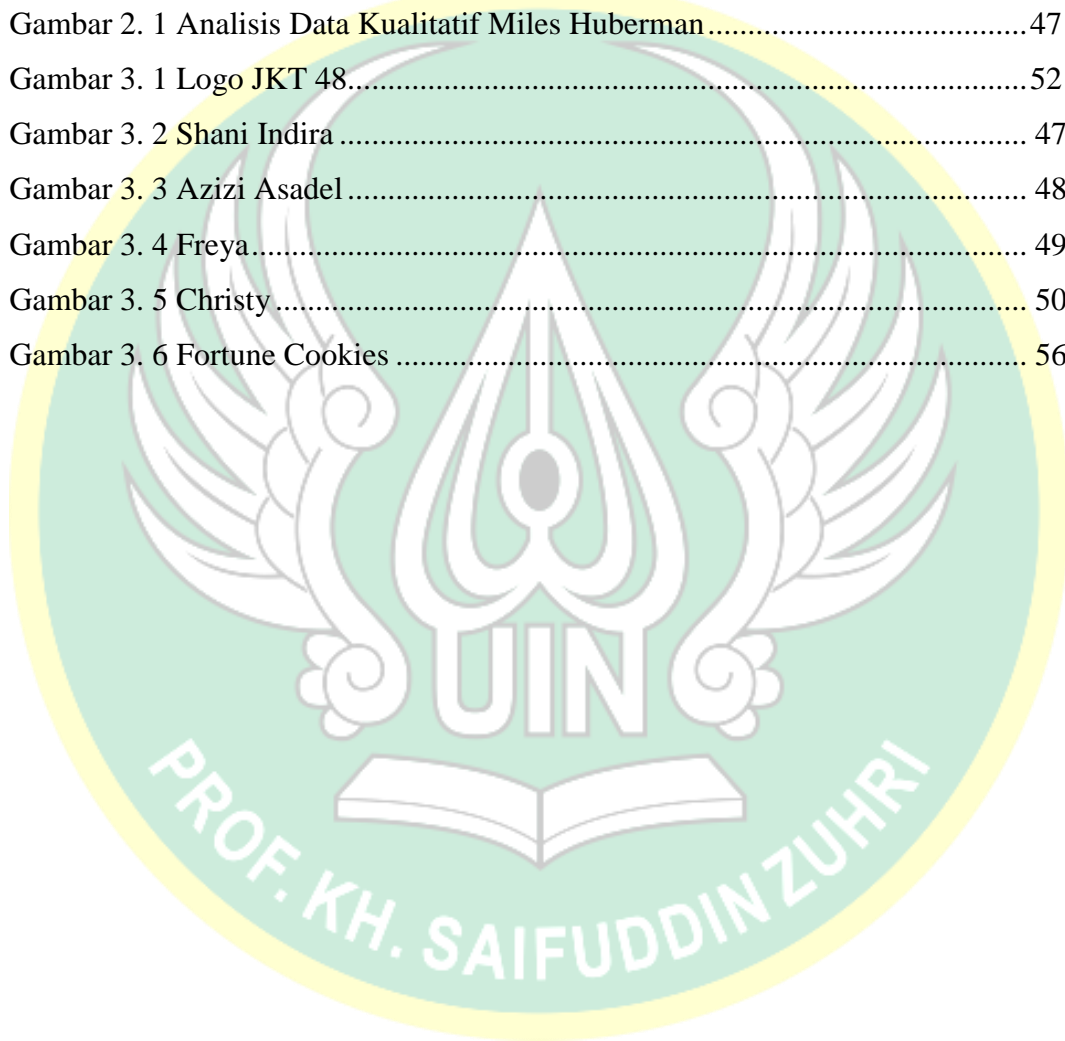 Gambar 2. 1 Analisis Data Kualitatif Miles Huberman....................................... 47
Gambar 3. 1 Logo JKT 48.................................................................................. 52
Gambar 3. 2 Shani Indira ................................................................................... 47
Gambar 3. 3 Azizi Asadel .................................................................................. 48
Gambar 3. 4 Freya.............................................................................................. 49
Gambar 3. 5 Christy ........................................................................................... 50
Gambar 3. 6 Fortune Cookies ............................................................................ 56
UIN
PROF. KH. SAIFUDDIN ZUHRI